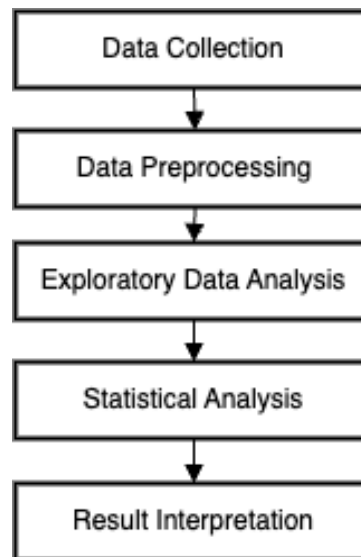 Data Collection
Data Preprocessing
Exploratory Data Analysis
Statistical Analysis
Result Interpretation